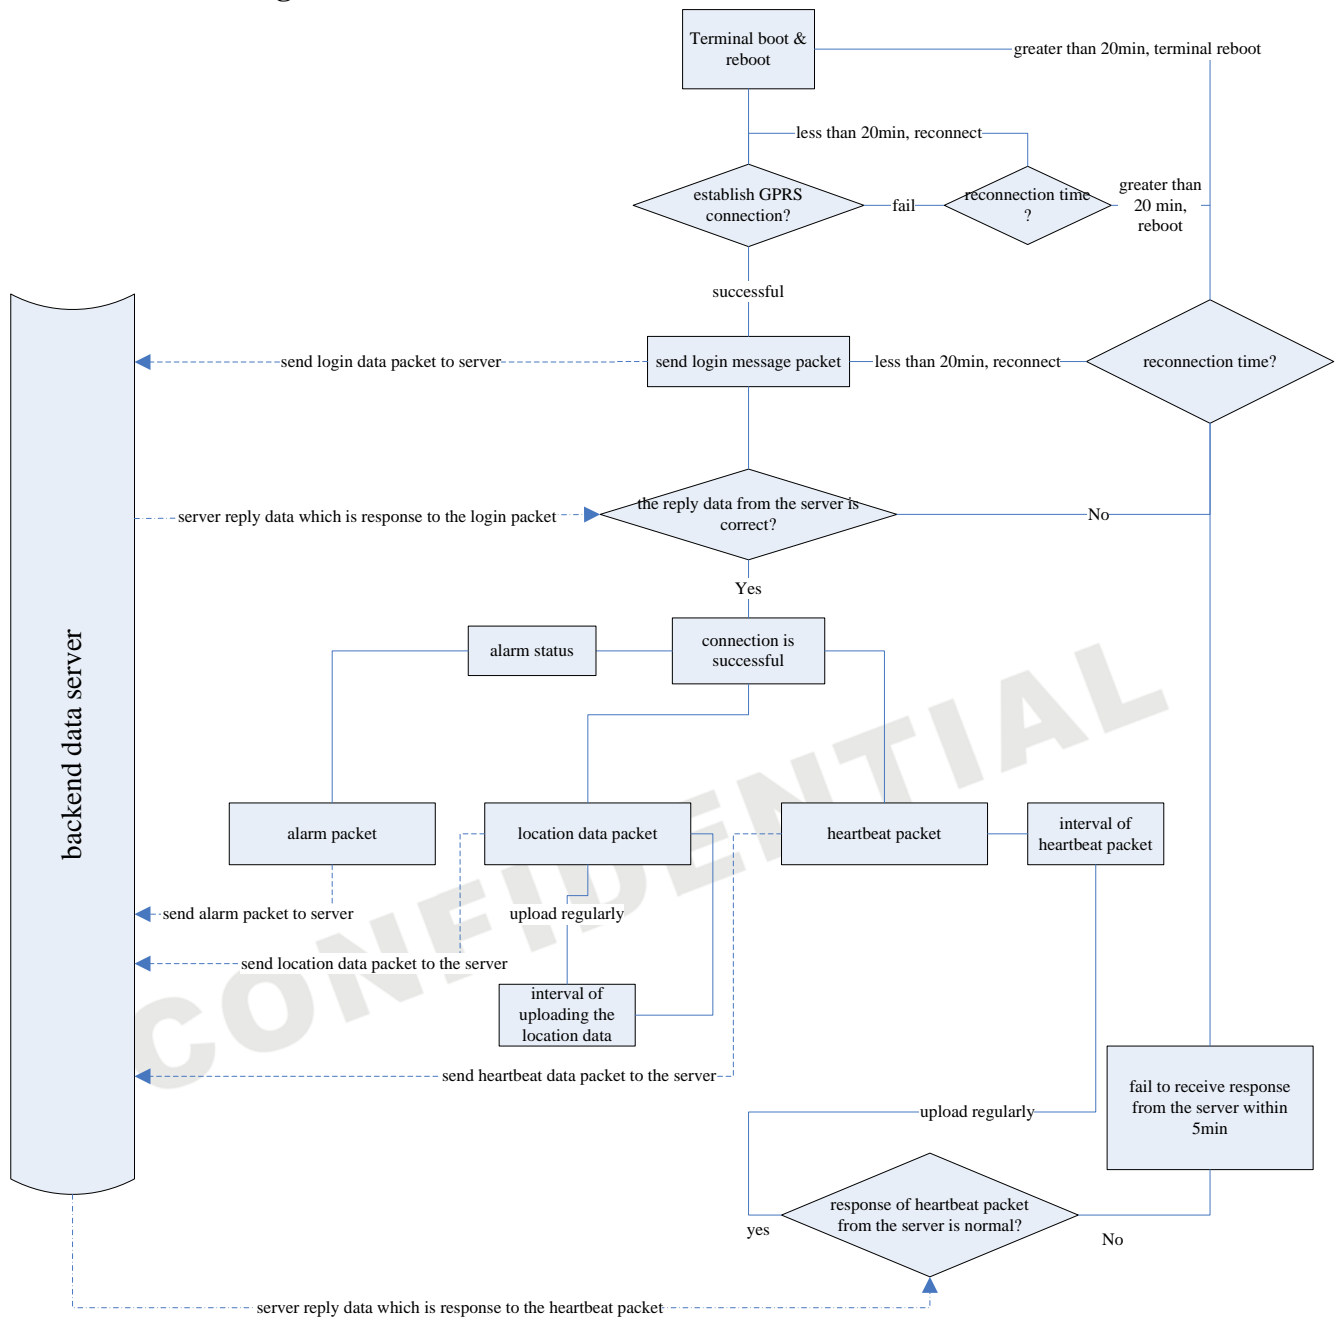 Terminal boot &
reboot
greater than 20min, terminal reboot
less than 20min, reconnect
establish GPRS
connection?
fail
reconnection time
?
greater than
20 min,
reboot
successful
send login data packet to server
send login message packet
less than 20min, reconnect
reconnection time?
server reply data which is response to the login packet
the reply data from the server is
correct?
No
Yes
alarm status
connection is
successful
backend data server
alarm packet
location data packet
heartbeat packet
interval of
heartbeat packet
send alarm packet to server
upload regularly
send location data packet to the server
interval of
uploading the
location data
send heartbeat data packet to the server
upload regularly
fail to receive response
from the server within
5min
response of heartbeat packet
from the server is normal?
yes
No
server reply data which is response to the heartbeat packet
CONFIDENTIAL